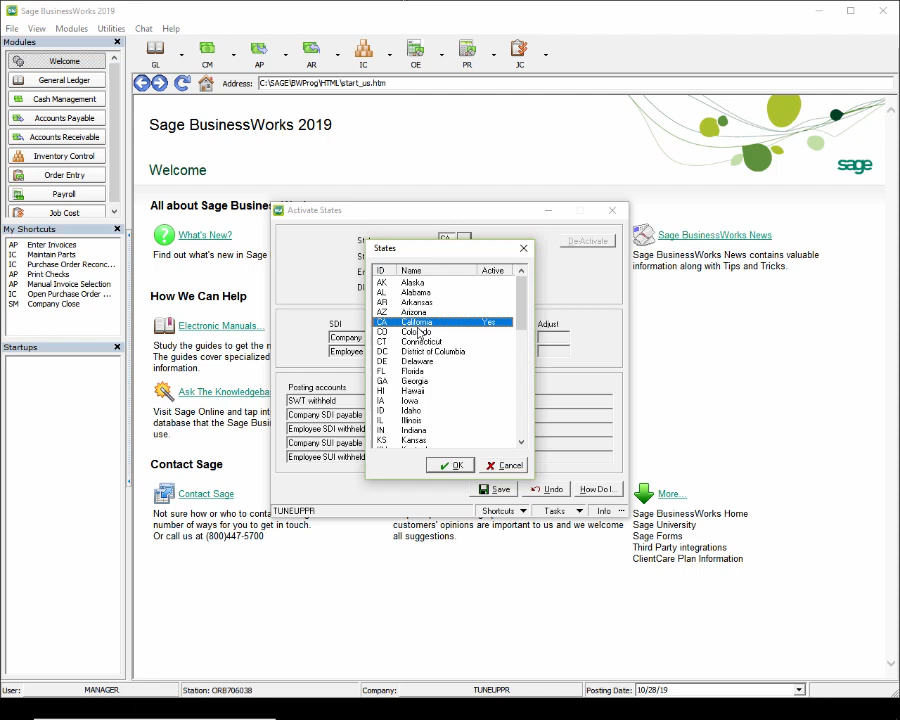 Sage BusinessWorks 2019
File View Modules Utilities Chat Help
Modules
Welcome
General Ledger
Cash Management
Accounts Payable
Accounts Receivable
Inventory Control
Order Entry
Payroll
Job Cost
GL CM AP AR IC OE PR JC
Address: C:\SAGE\BWProg\HTML\start_us.htm
My Shortcuts
AP Enter Invoices
IC Maintain Parts
IC Purchase Order Reconc...
AP Print Checks
AP Manual Invoice Selection
IC Open Purchase Order ...
SM Company Close
Startups
Sage BusinessWorks 2019
sage
Welcome
All about Sage Busine
What's New?
Find out what's new in Sage
How We Can Help
Electronic Manuals...
Study the guides to get the
The guides cover specialized
information.
Ask The Knowledgeba
Visit Sage Online and tap into
database that the Sage Busi
use.
Contact Sage
Contact Sage
Not sure how or who to conta
number of ways for you to get in touch.
Or call us at (800)447-5700
customers' opinions are important to us and we welcome
all suggestions.
Sage BusinessWorks News
Sage BusinessWorks News contains valuable
information along with Tips and Tricks.
More...
Sage BusinessWorks Home
Sage University
Sage Forms
Third Party integrations
ClientCare Plan Information
Activate States
CA
De-Activate
SDI
Adjust
Company
Employee
Posting accounts
SWT withheld
Company SDI payable
Employee SDI withheld
Company SUI payable
Employee SUI withheld
Save Undo How Do I...
TUNEUPPR Shortcuts Tasks Info
States
ID Name Active
AK Alaska
AL Alabama
AR Arkansas
AZ Arizona
CA California Yes
CO Colorado
CT Connecticut
DC District of Columbia
DE Delaware
FL Florida
GA Georgia
HI Hawaii
IA Iowa
ID Idaho
IL Illinois
IN Indiana
KS Kansas
OK Cancel
User: MANAGER Station: ORB706038 Company: TUNEUPPR Posting Date: 10/28/19